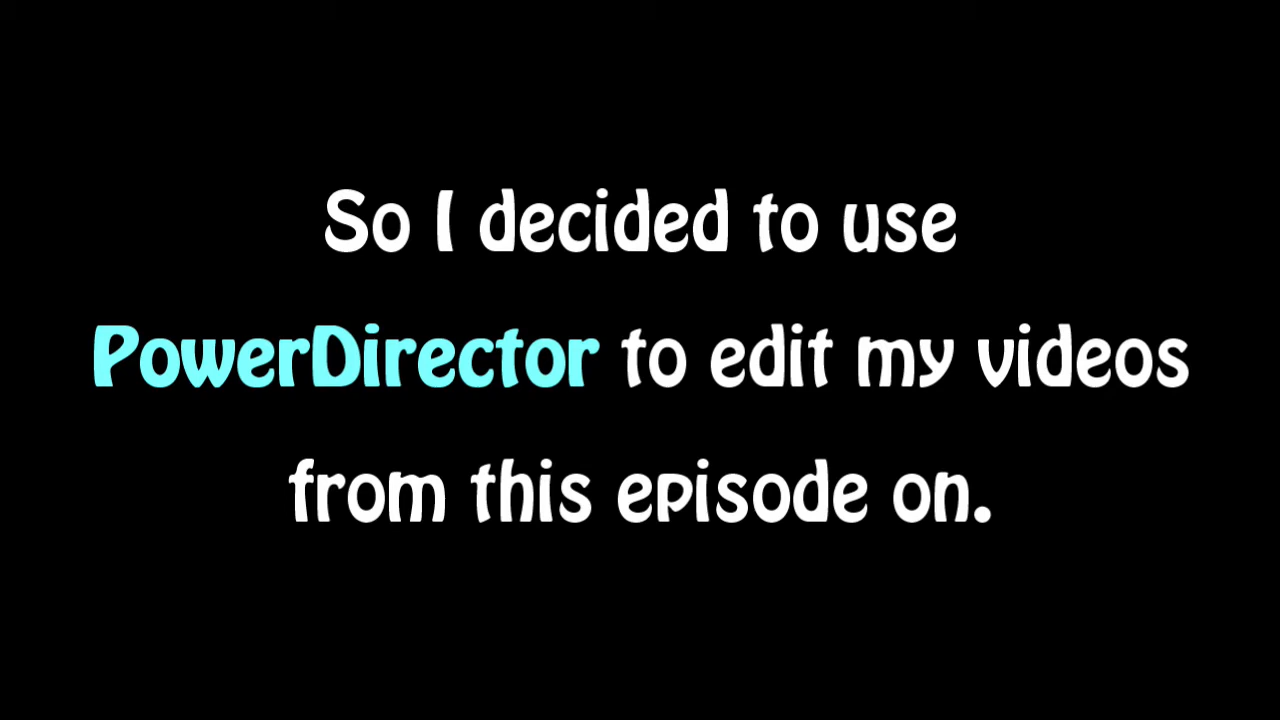 So I decided to use
PowerDirector to edit my videos
from this episode on.